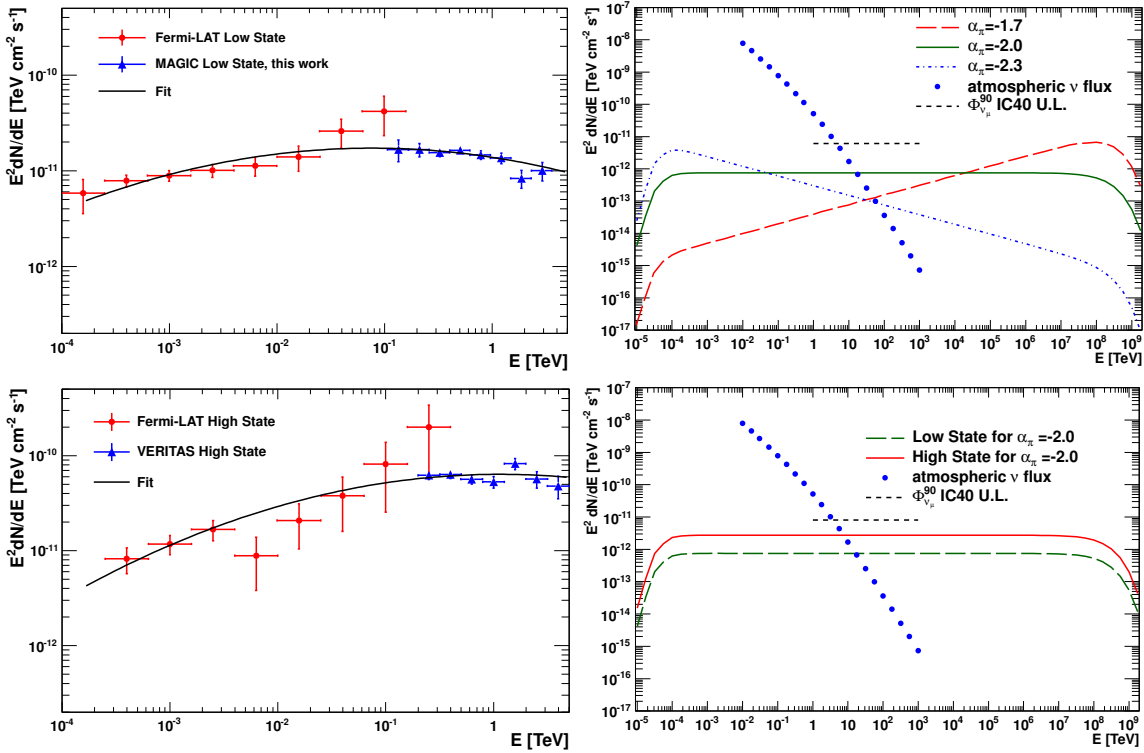 E² dN/dE [TeV cm⁻² s⁻¹]
10⁻¹⁰
10⁻¹¹
10⁻¹²
Fermi-LAT Low State
MAGIC Low State, this work
Fit
10⁻⁴ 10⁻³ 10⁻² 10⁻¹ 1
E [TeV]
E² dN/dE [TeV cm⁻² s⁻¹]
10⁻⁷
10⁻⁸
10⁻⁹
10⁻¹⁰
10⁻¹¹
10⁻¹²
10⁻¹³
10⁻¹⁴
10⁻¹⁵
10⁻¹⁶
10⁻¹⁷
α_π=-1.7
α_π=-2.0
α_π=-2.3
atmospheric ν flux
Φ⁹⁰_νμ IC40 U.L.
10⁻⁵ 10⁻⁴ 10⁻³ 10⁻² 10⁻¹ 1 10 10² 10³ 10⁴ 10⁵ 10⁶ 10⁷ 10⁸ 10⁹
E [TeV]
E²dN/dE [TeV cm⁻² s⁻¹]
10⁻¹⁰
10⁻¹¹
10⁻¹²
Fermi-LAT High State
VERITAS High State
Fit
10⁻⁴ 10⁻³ 10⁻² 10⁻¹ 1
E [TeV]
E² dN/dE [TeV cm⁻² s⁻¹]
10⁻⁷
10⁻⁸
10⁻⁹
10⁻¹⁰
10⁻¹¹
10⁻¹²
10⁻¹³
10⁻¹⁴
10⁻¹⁵
10⁻¹⁶
10⁻¹⁷
Low State for α_π=-2.0
High State for α_π=-2.0
atmospheric ν flux
Φ⁹⁰_νμ IC40 U.L.
10⁻⁵ 10⁻⁴ 10⁻³ 10⁻² 10⁻¹ 1 10 10² 10³ 10⁴ 10⁵ 10⁶ 10⁷ 10⁸ 10⁹
E [TeV]